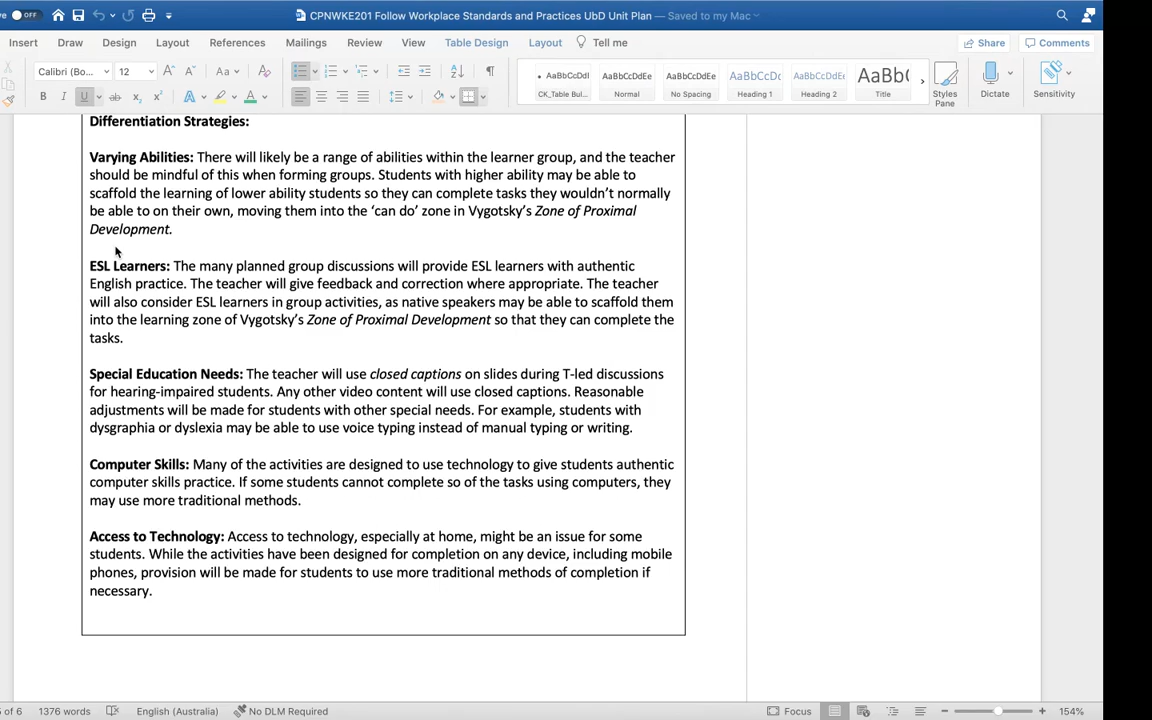 OFF
CPNWKE201 Follow Workplace Standards and Practices UbD Unit Plan — Saved to my Mac
Insert Draw Design Layout References Mailings Review View Table Design Layout Tell me Share Comments
Calibri (Bo... 12 Aa
AaBbCcDdI AaBbCcDdEe AaBbCcDdEe AaBbCcDc AaBbCcDdEe AaBb(
CK_Table Bul... Normal No Spacing Heading 1 Heading 2 Title Styles Pane Dictate Sensitivity
Differentiation Strategies:
Varying Abilities: There will likely be a range of abilities within the learner group, and the teacher
should be mindful of this when forming groups. Students with higher ability may be able to
scaffold the learning of lower ability students so they can complete tasks they wouldn’t normally
be able to on their own, moving them into the ‘can do’ zone in Vygotsky’s Zone of Proximal
Development.
ESL Learners: The many planned group discussions will provide ESL learners with authentic
English practice. The teacher will give feedback and correction where appropriate. The teacher
will also consider ESL learners in group activities, as native speakers may be able to scaffold them
into the learning zone of Vygotsky’s Zone of Proximal Development so that they can complete the
tasks.
Special Education Needs: The teacher will use closed captions on slides during T-led discussions
for hearing-impaired students. Any other video content will use closed captions. Reasonable
adjustments will be made for students with other special needs. For example, students with
dysgraphia or dyslexia may be able to use voice typing instead of manual typing or writing.
Computer Skills: Many of the activities are designed to use technology to give students authentic
computer skills practice. If some students cannot complete so of the tasks using computers, they
may use more traditional methods.
Access to Technology: Access to technology, especially at home, might be an issue for some
students. While the activities have been designed for completion on any device, including mobile
phones, provision will be made for students to use more traditional methods of completion if
necessary.
of 6 1376 words English (Australia) No DLM Required Focus 154%